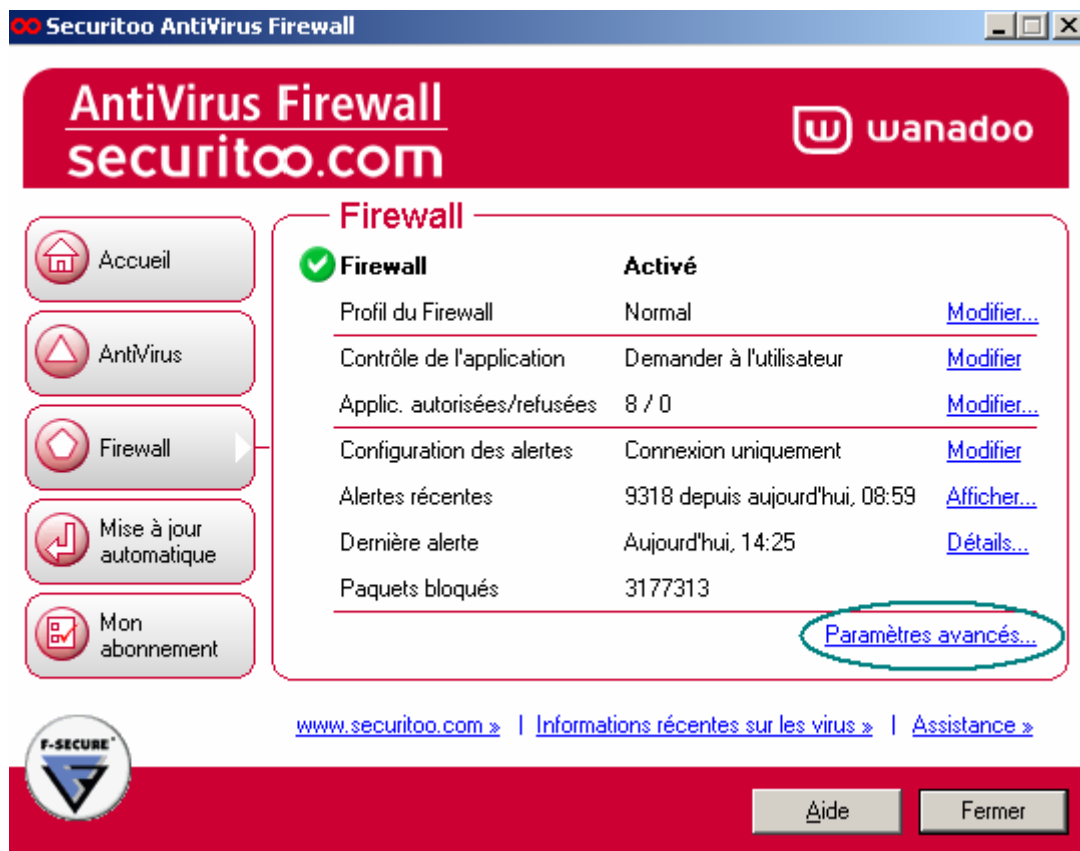 Securitoo AntiVirus Firewall
AntiVirus Firewall
securitoo.com
wanadoo
Accueil
AntiVirus
Firewall
Mise à jour
automatique
Mon
abonnement
Firewall
Firewall Activé
Profil du Firewall Normal Modifier...
Contrôle de l'application Demander à l'utilisateur Modifier
Applic. autorisées/refusées 8 / 0 Modifier...
Configuration des alertes Connexion uniquement Modifier
Alertes récentes 9318 depuis aujourd'hui, 08:59 Afficher...
Dernière alerte Aujourd'hui, 14:25 Détails...
Paquets bloqués 3177313
Paramètres avancés...
www.securitoo.com » | Informations récentes sur les virus » | Assistance »
F-SECURE
Aide Fermer